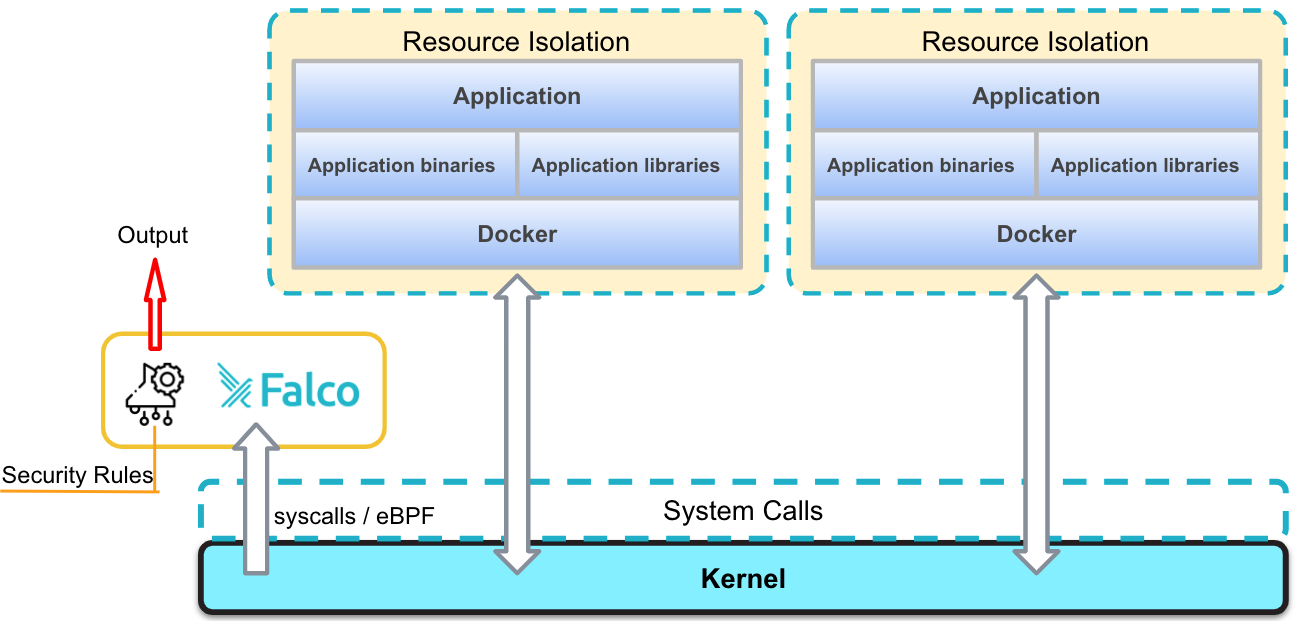 Resource Isolation
Application
Application binaries
Application libraries
Docker
Resource Isolation
Application
Application binaries
Application libraries
Docker
Output
Falco
Security Rules
syscalls / eBPF
System Calls
Kernel